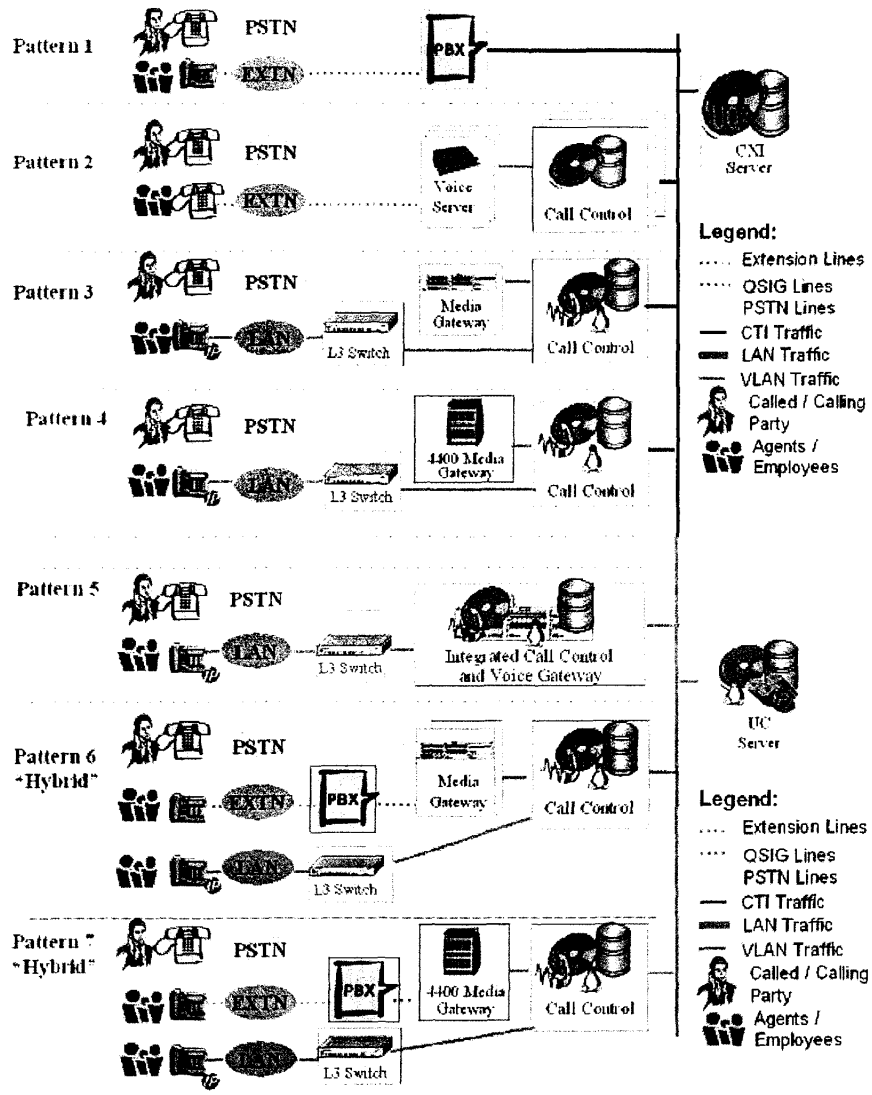 Pattern 1
PSTN
EXTN
PBX
CXI
Server
Pattern 2
PSTN
EXTN
Voice
Server
Call Control
Legend:
Extension Lines
QSIG Lines
PSTN Lines
CTI Traffic
LAN Traffic
VLAN Traffic
Called / Calling
Party
Agents /
Employees
Pattern 3
PSTN
LAN
L3 Switch
Media
Gateway
Call Control
Pattern 4
PSTN
LAN
L3 Switch
4400 Media
Gateway
Call Control
Pattern 5
PSTN
LAN
L3 Switch
Integrated Call Control
and Voice Gateway
UC
Server
Pattern 6
"Hybrid"
PSTN
EXTN
PBX
Media
Gateway
Call Control
LAN
L3 Switch
Legend:
Extension Lines
QSIG Lines
PSTN Lines
CTI Traffic
LAN Traffic
VLAN Traffic
Called / Calling
Party
Agents /
Employees
Pattern 7
"Hybrid"
PSTN
EXTN
PBX
4400 Media
Gateway
Call Control
LAN
L3 Switch